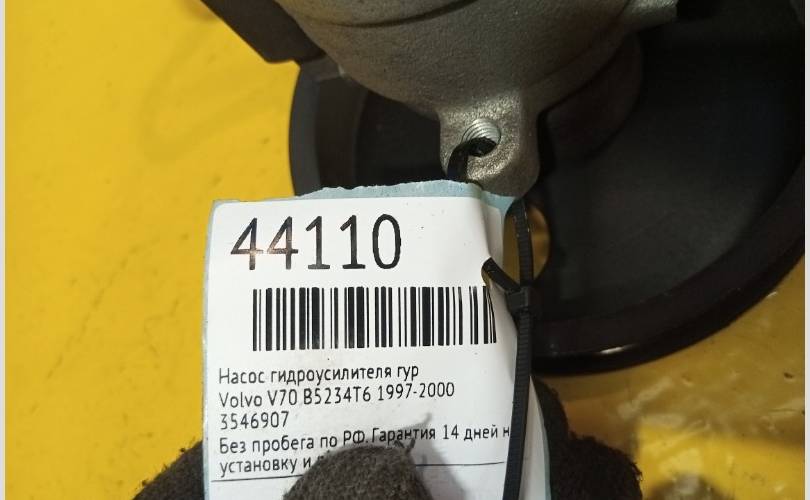 44110
Насос гидроусилителя гур
Volvo V70 B5234T6 1997-2000
3546907
Без пробега по РФ. Гарантия 14 дней
установку и